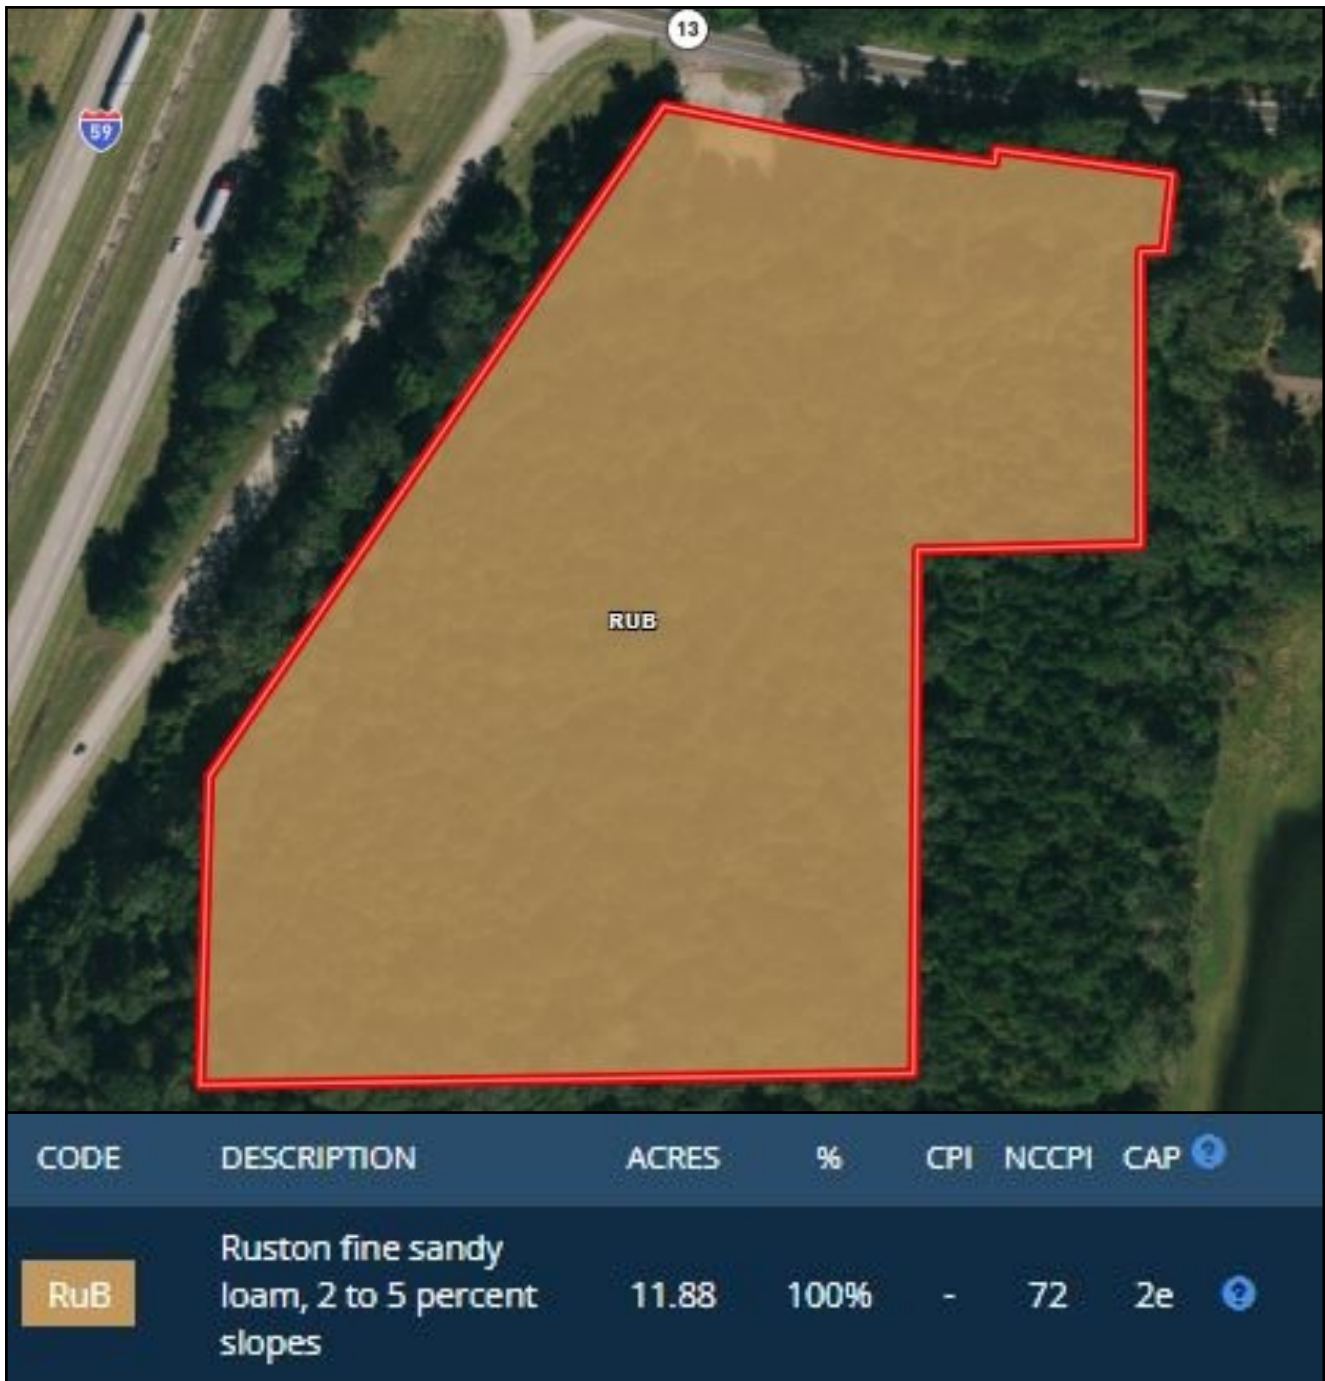 13
59
RUB
CODE DESCRIPTION ACRES % CPI NCCPI CAP ?
Ruston fine sandy
RuB loam, 2 to 5 percent 11.88 100% - 72 2e ?
slopes